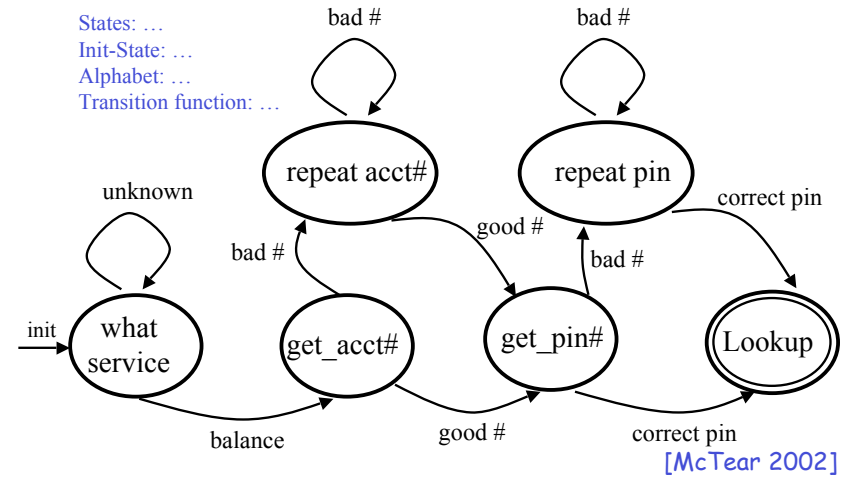 States: …
Init-State: …
Alphabet: …
Transition function: …
bad #
bad #
repeat acct#
repeat pin
unknown
correct pin
good #
bad #
bad #
init
what
service
get_acct#
get_pin#
Lookup
balance
good #
correct pin
[McTear 2002]